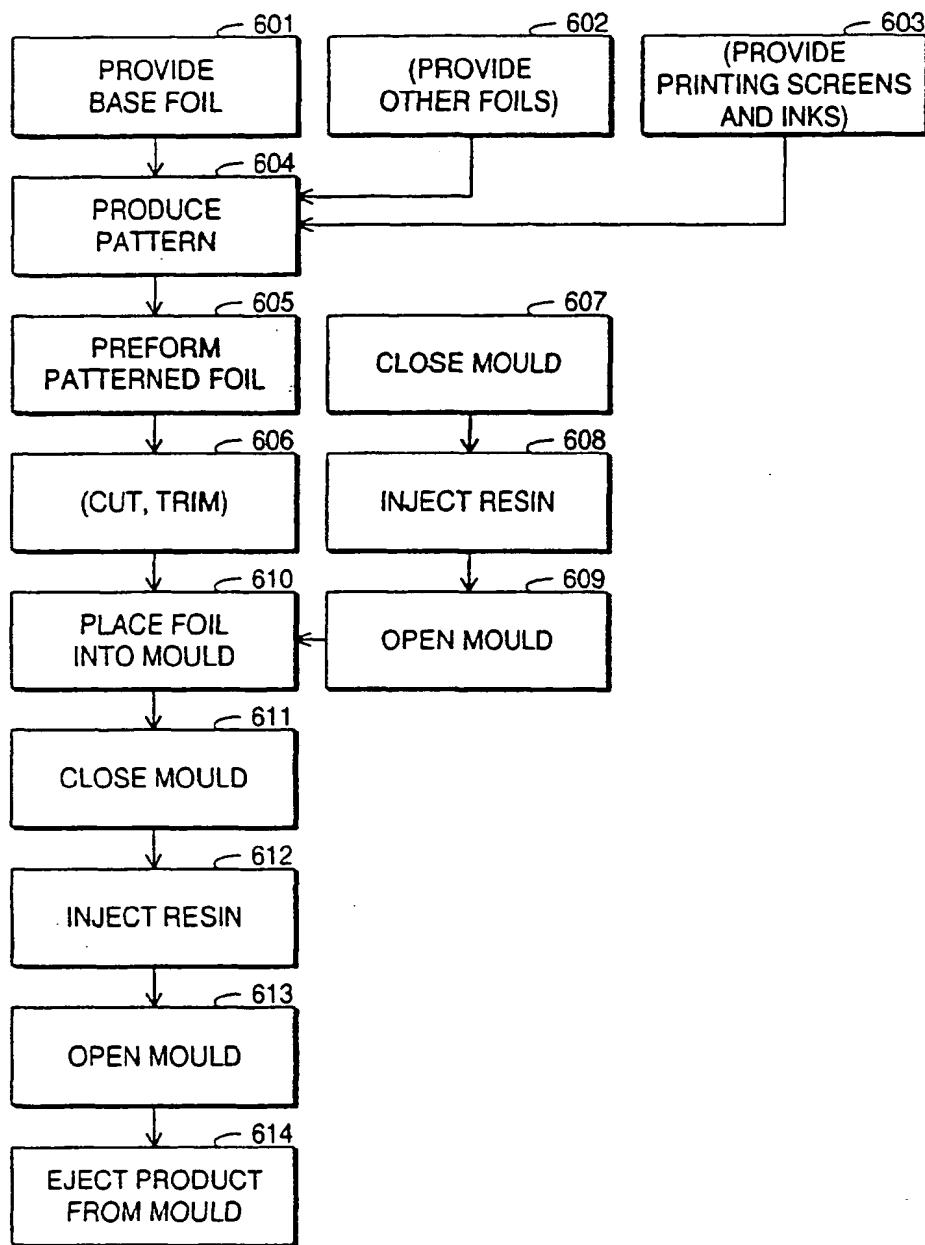 601
PROVIDE
BASE FOIL
602
(PROVIDE
OTHER FOILS)
603
(PROVIDE
PRINTING SCREENS
AND INKS)
604
PRODUCE
PATTERN
605
PREFORM
PATTERNED FOIL
607
CLOSE MOULD
606
(CUT, TRIM)
608
INJECT RESIN
610
PLACE FOIL
INTO MOULD
609
OPEN MOULD
611
CLOSE MOULD
612
INJECT RESIN
613
OPEN MOULD
614
EJECT PRODUCT
FROM MOULD